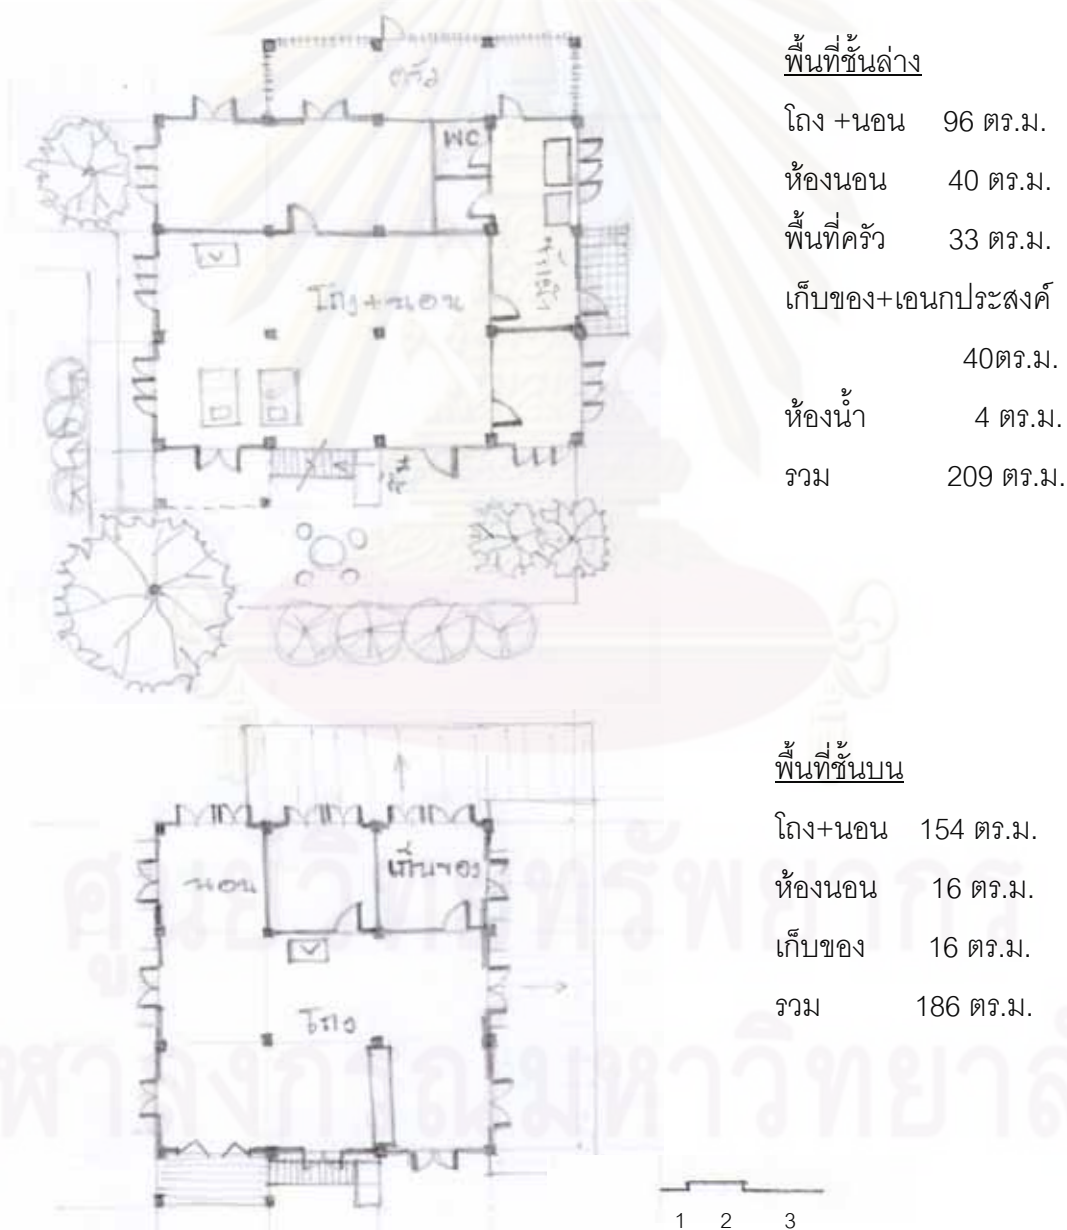 พื้นที่ชั้นล่าง
โถง +นอน 96 ตร.ม.
ห้องนอน 40 ตร.ม.
พื้นที่ครัว 33 ตร.ม.
เก็บของ+เอนกประสงค์
40ตร.ม.
ห้องน้ำ 4 ตร.ม.
รวม 209 ตร.ม.
ครัว
WC
โถง+นอน
ขึ้น
พื้นที่ชั้นบน
โถง+นอน 154 ตร.ม.
ห้องนอน 16 ตร.ม.
เก็บของ 16 ตร.ม.
รวม 186 ตร.ม.
นอน
เก็บของ
โถง
1 2 3